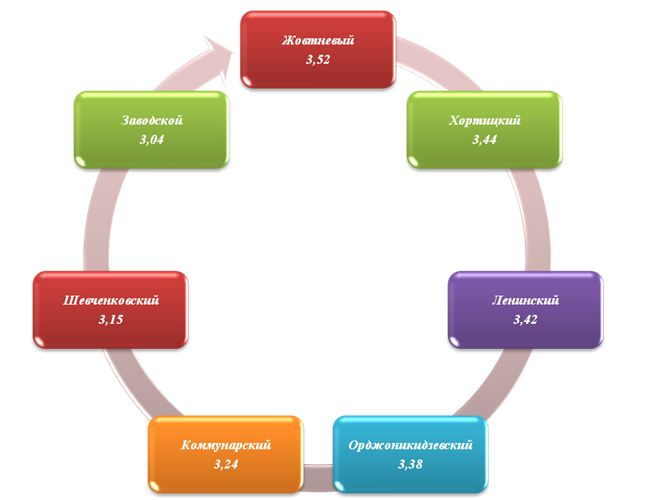 Жовтневый
3,52
Хортицкий
3,44
Ленинский
3,42
Орджоникидзевский
3,38
Коммунарский
3,24
Шевченковский
3,15
Заводской
3,04